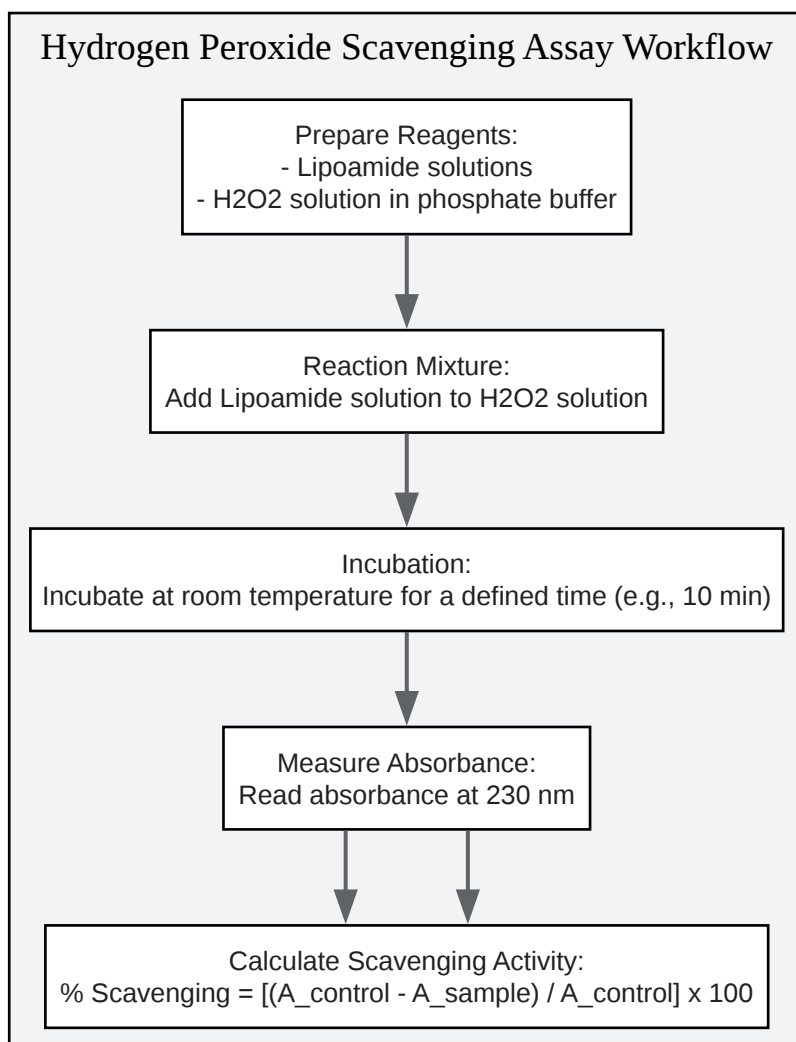 Hydrogen Peroxide Scavenging Assay Workflow
Prepare Reagents:
- Lipoamide solutions
- H2O2 solution in phosphate buffer
Reaction Mixture:
Add Lipoamide solution to H2O2 solution
Incubation:
Incubate at room temperature for a defined time (e.g., 10 min)
Measure Absorbance:
Read absorbance at 230 nm
Calculate Scavenging Activity:
% Scavenging = [(A_control - A_sample) / A_control] x 100